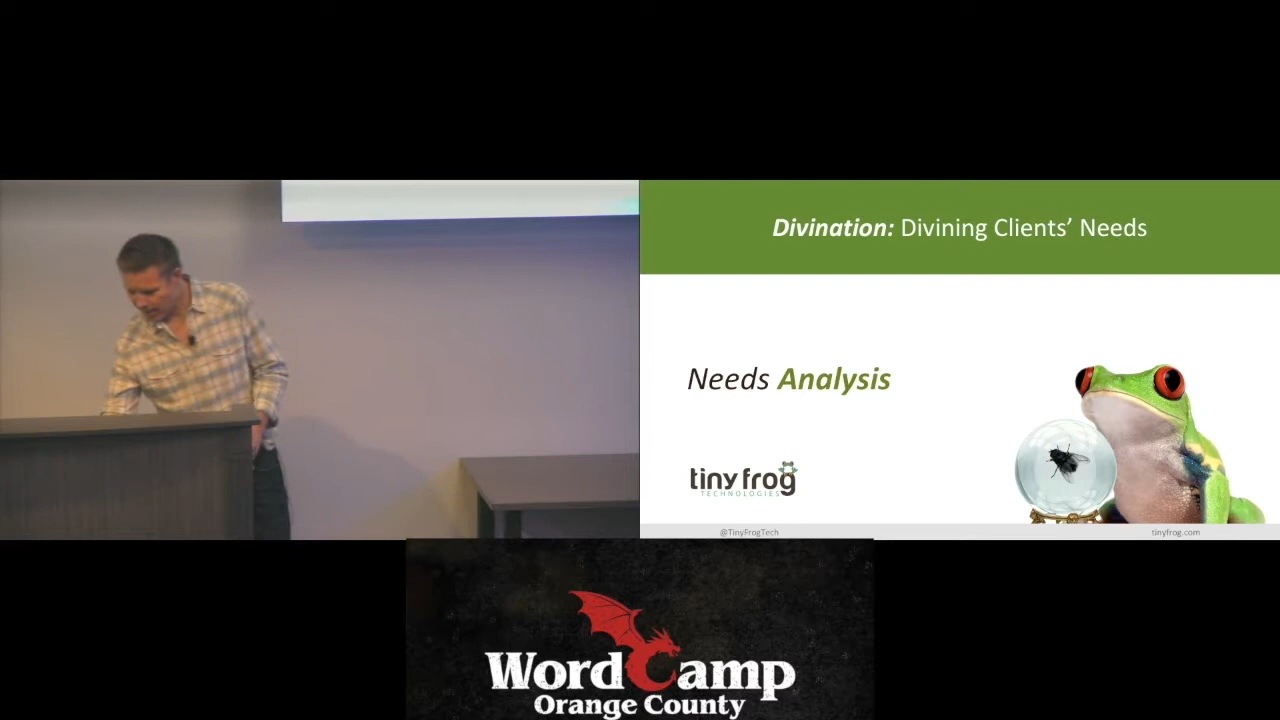 Divination: Divining Clients’ Needs
Needs Analysis
tiny frog
TECHNOLOGIES
@TinyFrogTech
tinyfrog.com
WordCamp
Orange County